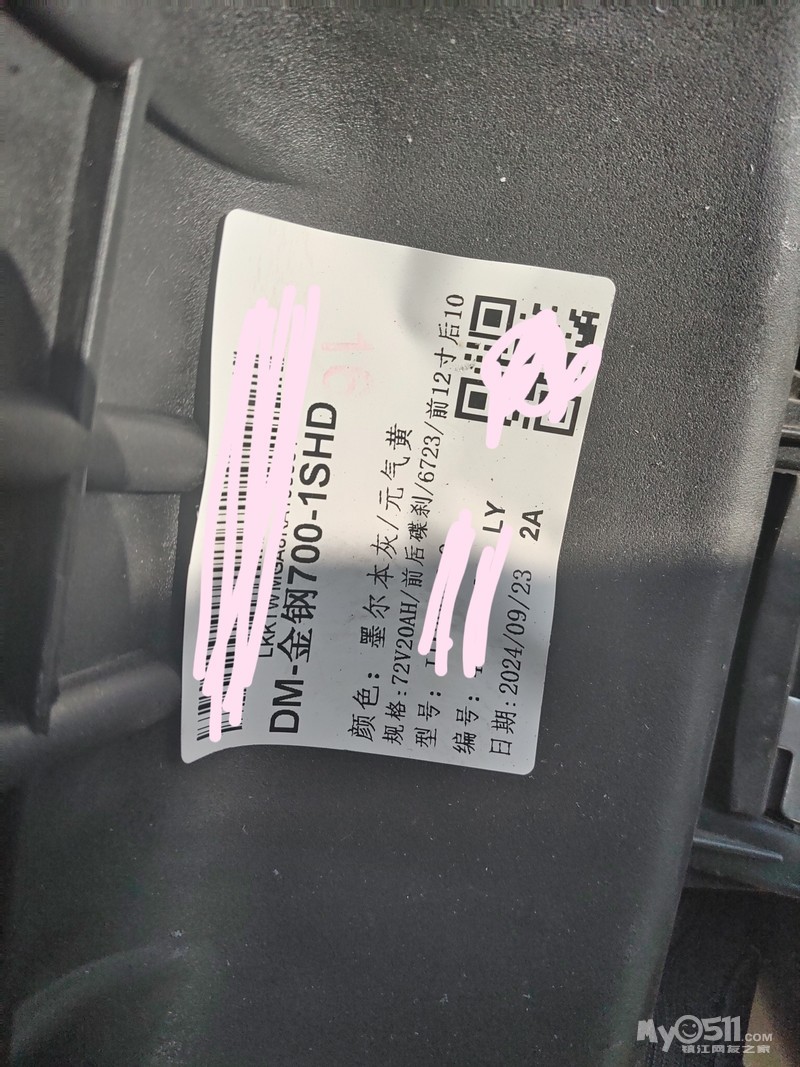 DM-金钢700-1SHD
颜色: 墨尔本灰/元气黄
规格:72V20AH/前后碟刹/6723/前12寸后10
型号:
编号: LY
日期:2024/09/23 2A
MyO511.COM
镇江网友之家